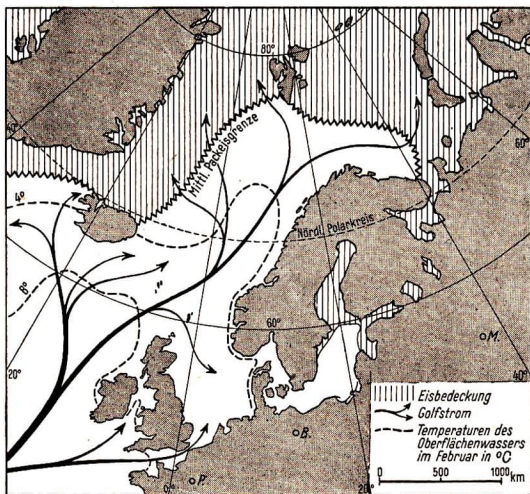 80°
60°
Mittl. Packeisgrenze
4°
Nördl. Polarkreis
8°
60°
M.
20°
40°
Eisbedeckung
Golfstrom
Temperaturen des
Oberflächenwassers
im Februar in °C
B.
P.
0°
20°
0 500 1000
km